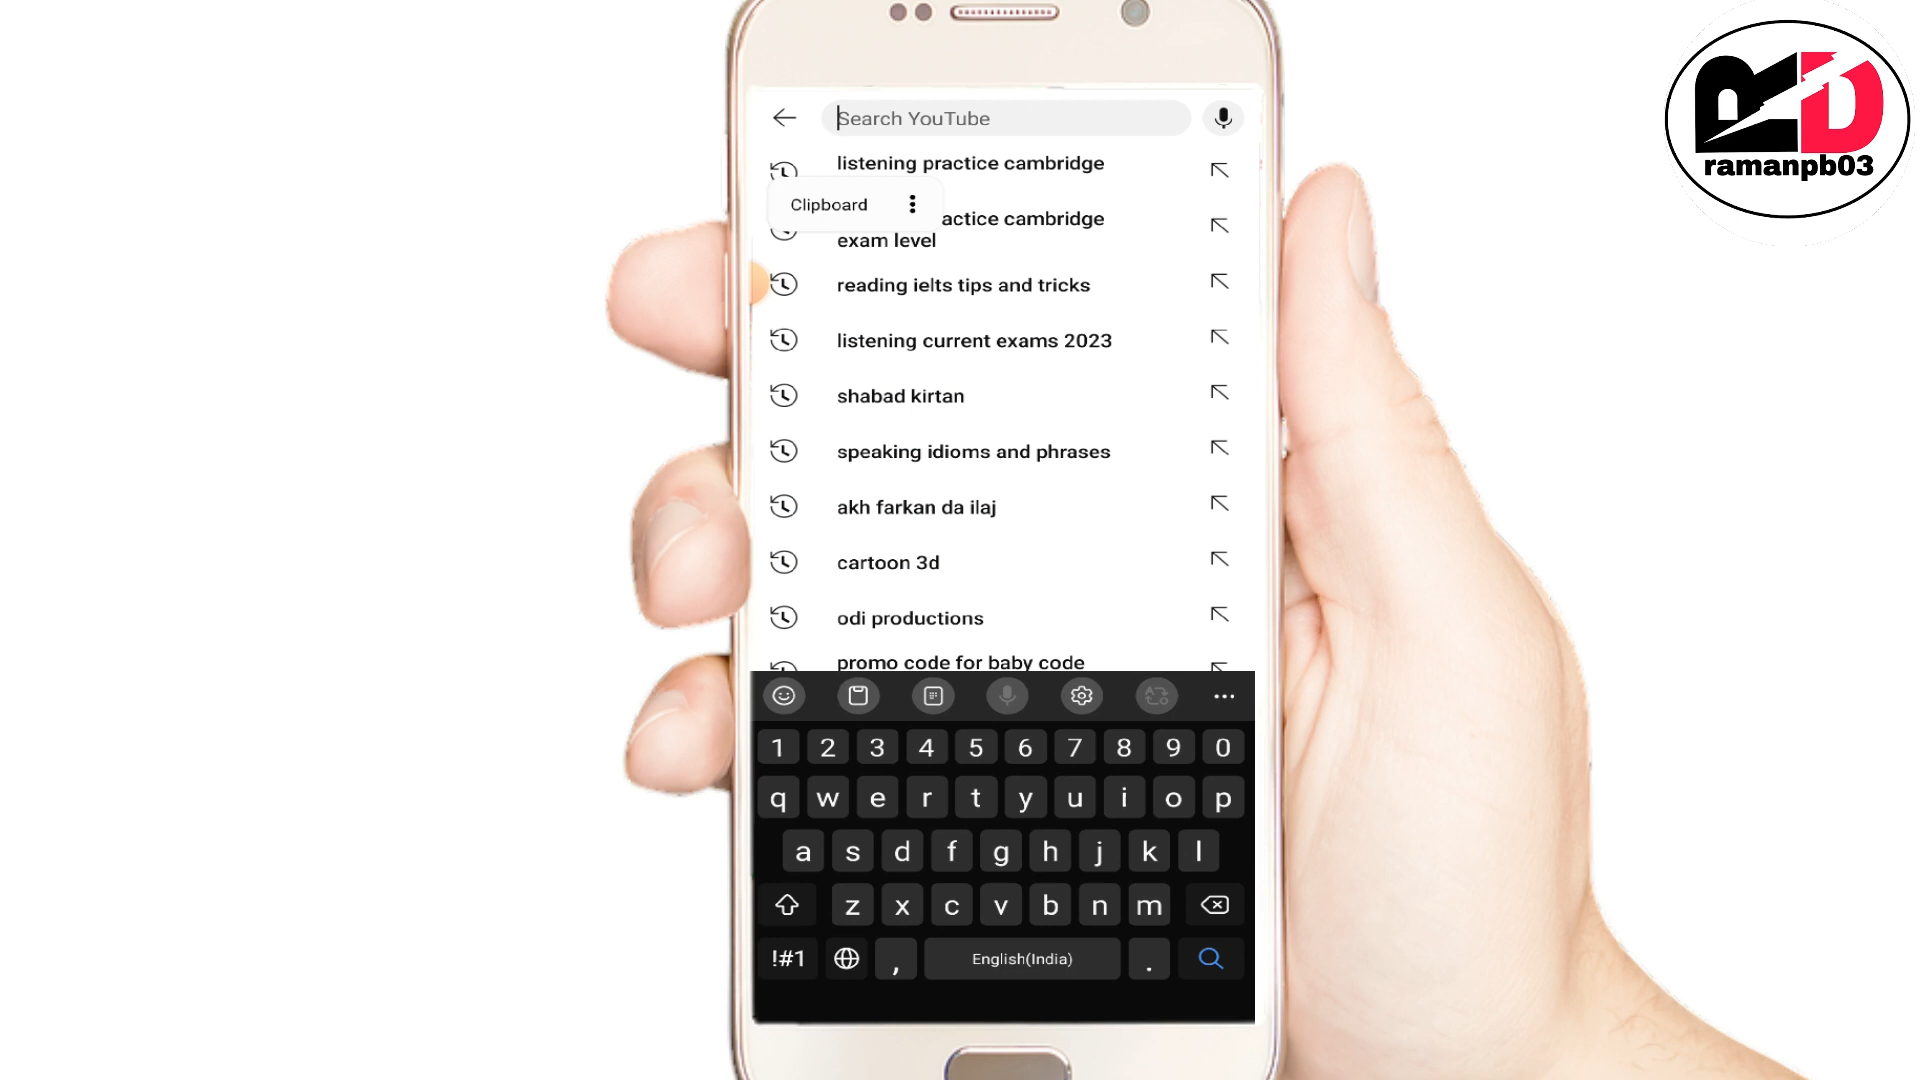 RD
ramanpb03
Search YouTube
listening practice cambridge
Clipboard
actice cambridge
exam level
reading ielts tips and tricks
listening current exams 2023
shabad kirtan
speaking idioms and phrases
akh farkan da ilaj
cartoon 3d
odi productions
promo code for baby code
1 2 3 4 5 6 7 8 9 0
q w e r t y u i o p
a s d f g h j k l
z x c v b n m
!#1 , English(India) .